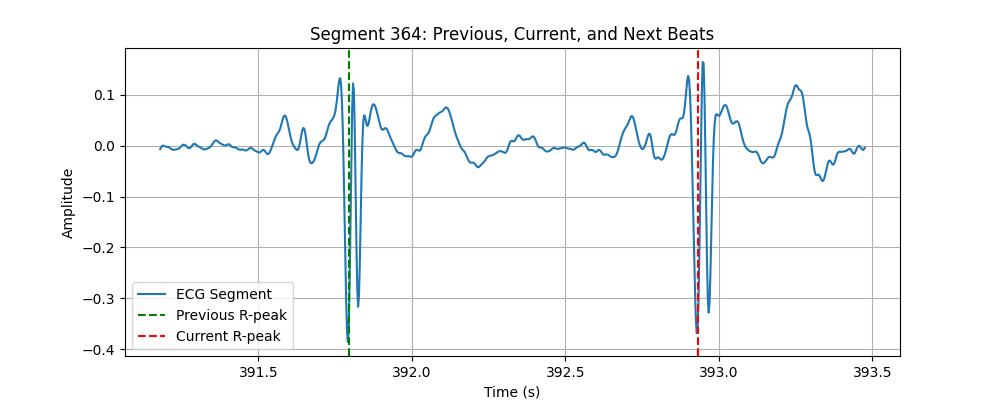 Segment 364: Previous, Current, and Next Beats
Amplitude
0.1
0.0
−0.1
−0.2
−0.3
−0.4
ECG Segment
Previous R-peak
Current R-peak
391.5 392.0 392.5 393.0 393.5
Time (s)